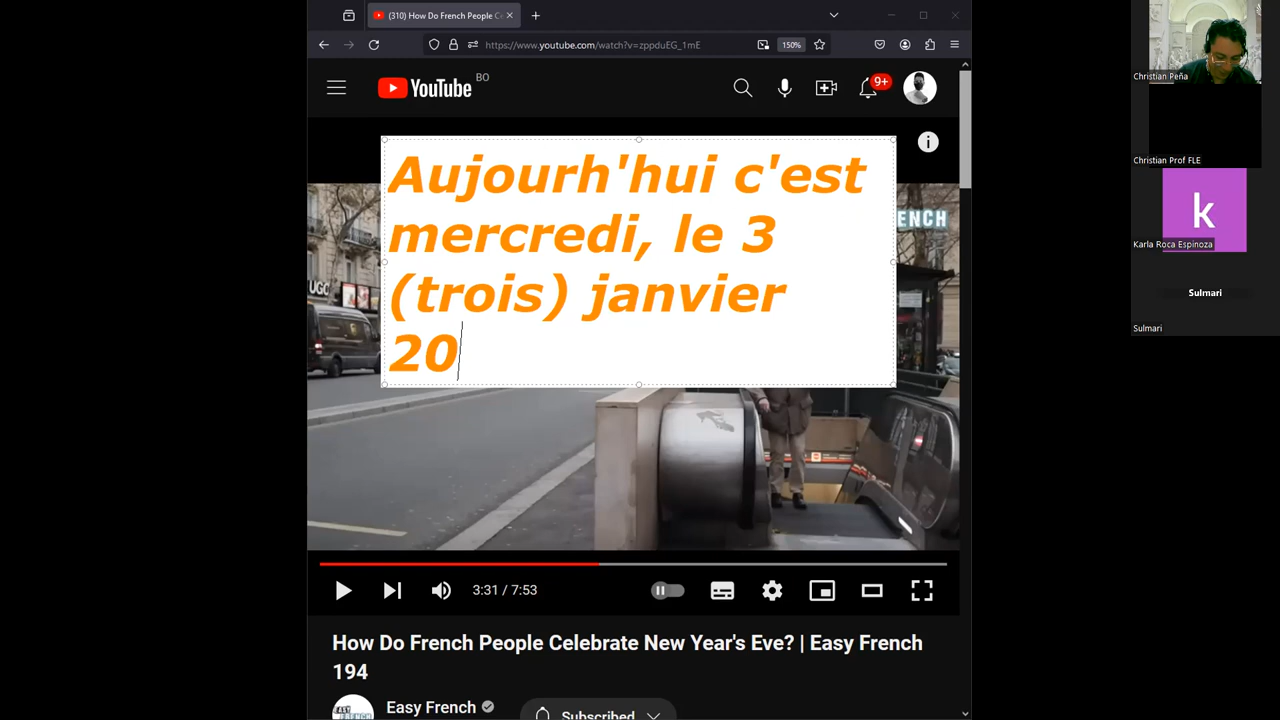 (310) How Do French People Ce
https://www.youtube.com/watch?v=zppduEG_1mE
150%
YouTube BO
9+
Aujourh'hui c'est
mercredi, le 3
(trois) janvier
20
ENCH
UGC
3:31 / 7:53
How Do French People Celebrate New Year's Eve? | Easy French
194
Easy French
Subscribed
Christian Peña
Christian Prof FLE
k
Karla Roca Espinoza
Sulmari
Sulmari